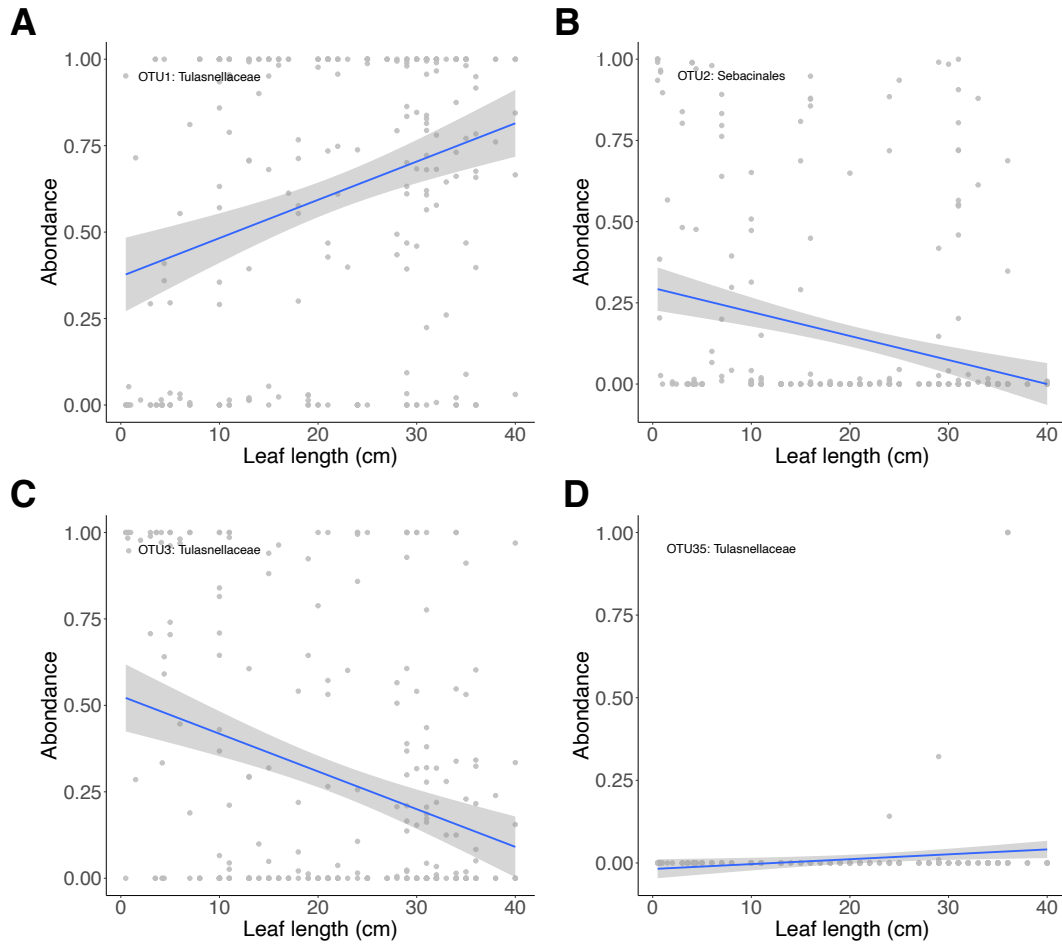 A
OTU1: Tulasnellaceae
Abondance
1.00
0.75
0.50
0.25
0.00
0 10 20 30 40
Leaf length (cm)
B
OTU2: Sebacinales
Abondance
1.00
0.75
0.50
0.25
0.00
0 10 20 30 40
Leaf length (cm)
C
OTU3: Tulasnellaceae
Abondance
1.00
0.75
0.50
0.25
0.00
0 10 20 30 40
Leaf length (cm)
D
OTU35: Tulasnellaceae
Abondance
1.00
0.75
0.50
0.25
0.00
0 10 20 30 40
Leaf length (cm)